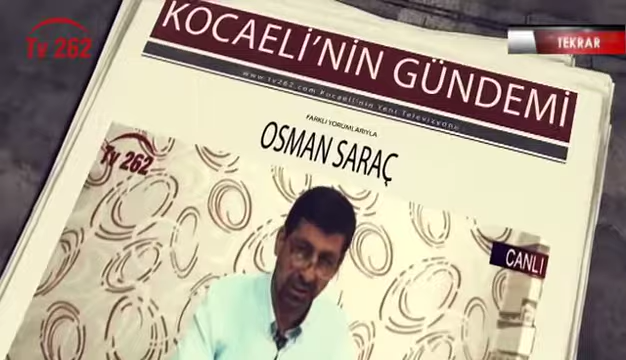 Tv 262
TEKRAR
KOCAELİ'NİN GÜNDEMİ
www.tv262.com Kocaeli'nin Yeni Televizyonu
FARKLI YORUMLARIYLA
OSMAN SARAÇ
Tv 262
CANLI